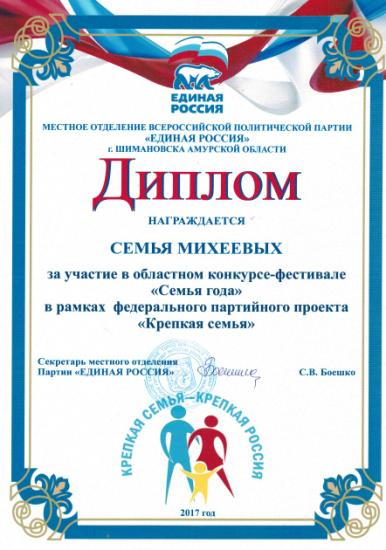 ЕДИНАЯ
РОССИЯ
МЕСТНОЕ ОТДЕЛЕНИЕ ВСЕРОССИЙСКОЙ ПОЛИТИЧЕСКОЙ ПАРТИИ
«ЕДИНАЯ РОССИЯ»
г. ШИМАНОВСКА АМУРСКОЙ ОБЛАСТИ
Диплом
НАГРАЖДАЕТСЯ
СЕМЬЯ МИХЕЕВЫХ
за участие в областном конкурсе-фестивале
«Семья года»
в рамках федерального партийного проекта
«Крепкая семья»
Секретарь местного отделения
Партии «ЕДИНАЯ РОССИЯ»
С.В. Боешко
КРЕПКАЯ СЕМЬЯ–КРЕПКАЯ РОССИЯ
2017 год